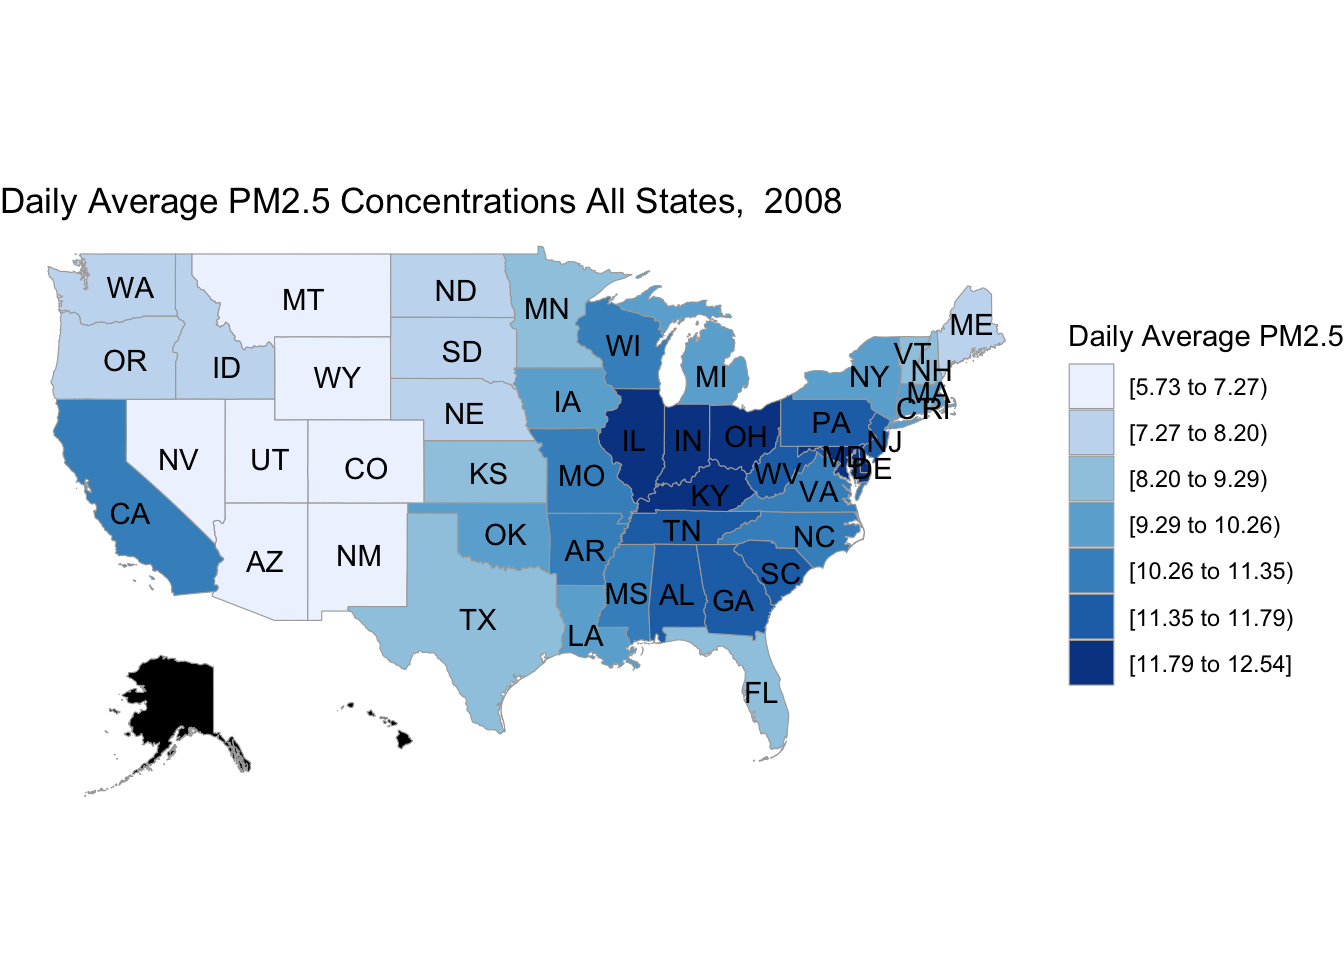 Daily Average PM2.5 Concentrations All States,  2008
WA
MT
ND
MN
ME
OR
ID
WY
SD
WI
MI
NY
VT
NH
MA
CT
RI
NE
IA
NV
UT
CO
KS
MO
IL
IN
OH
PA
NJ
MD
DE
WV
VA
KY
CA
AZ
NM
OK
AR
TN
NC
TX
LA
MS
AL
GA
SC
FL
Daily Average PM2.5
[5.73 to 7.27)
[7.27 to 8.20)
[8.20 to 9.29)
[9.29 to 10.26)
[10.26 to 11.35)
[11.35 to 11.79)
[11.79 to 12.54]